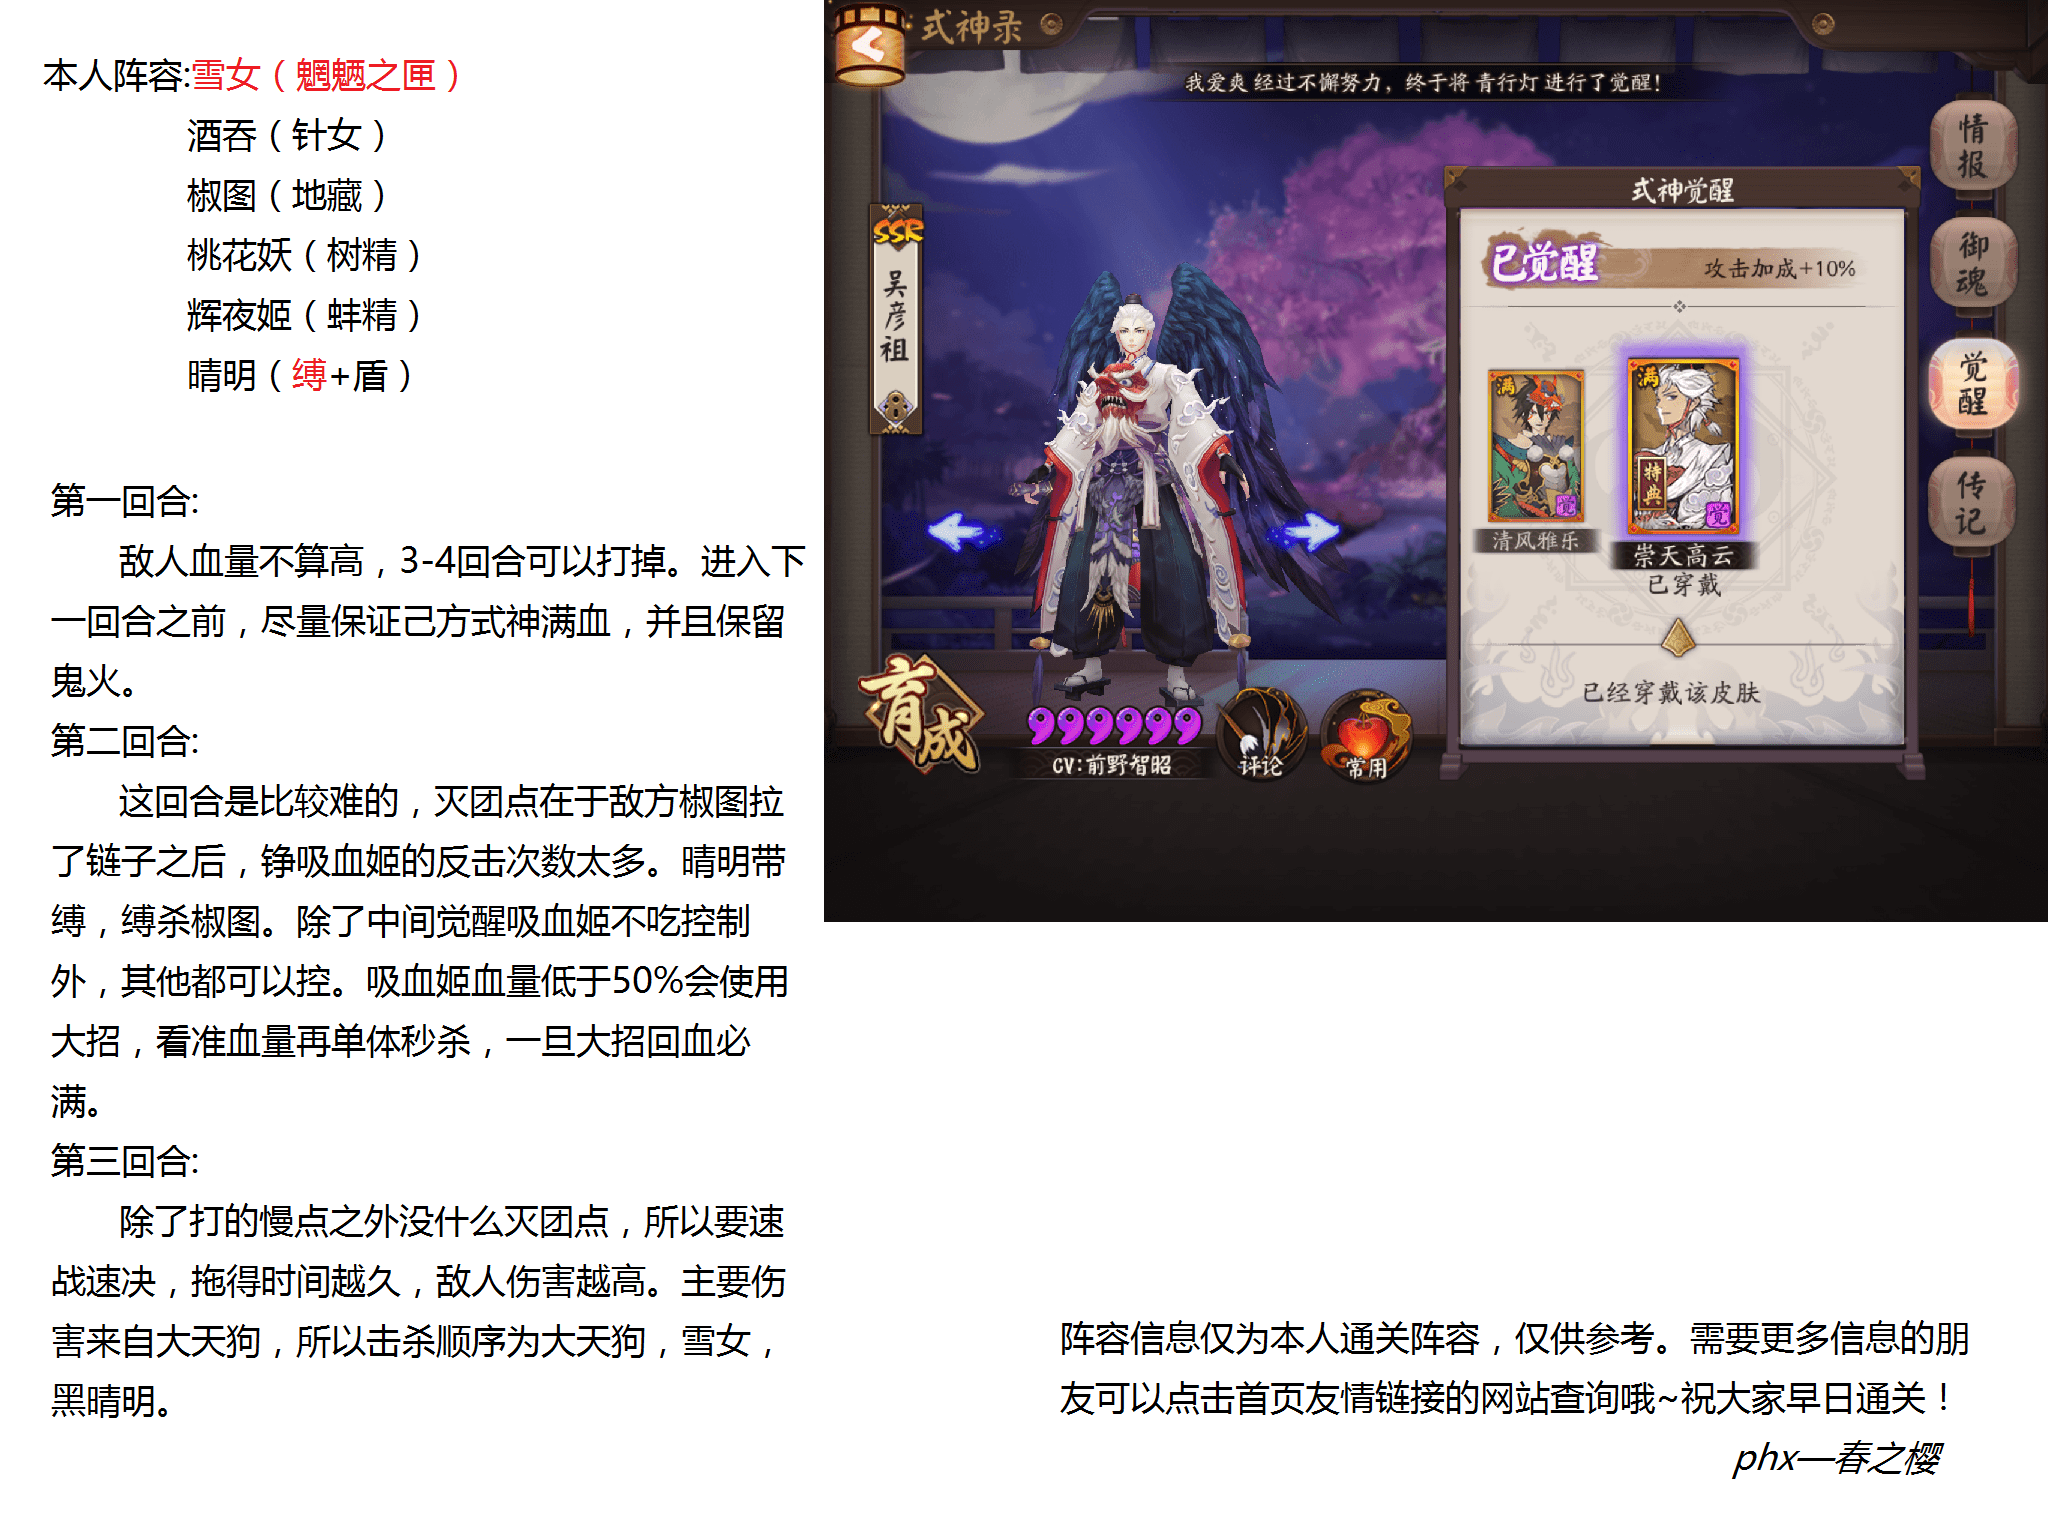 本人阵容:雪女（魍魉之匣）
酒吞（针女）
椒图（地藏）
桃花妖（树精）
辉夜姬（蚌精）
晴明（缚+盾）
第一回合:
敌人血量不算高，3-4回合可以打掉。进入下
一回合之前，尽量保证己方式神满血，并且保留
鬼火。
第二回合:
这回合是比较难的，灭团点在于敌方椒图拉
了链子之后，铮吸血姬的反击次数太多。晴明带
缚，缚杀椒图。除了中间觉醒吸血姬不吃控制
外，其他都可以控。吸血姬血量低于50%会使用
大招，看准血量再单体秒杀，一旦大招回血必
满。
第三回合:
除了打的慢点之外没什么灭团点，所以要速
战速决，拖得时间越久，敌人伤害越高。主要伤
害来自大天狗，所以击杀顺序为大天狗，雪女，
黑晴明。
式神录
我爱爽 经过不懈努力，终于将 青行灯 进行了觉醒！
SSR
吴彦祖
育成
CV:前野智昭
评论
常用
式神觉醒
已觉醒
攻击加成+10%
满
觉
清风雅乐
满
特典
觉
崇天高云
已穿戴
已经穿戴该皮肤
情报
御魂
觉醒
传记
阵容信息仅为本人通关阵容，仅供参考。需要更多信息的朋
友可以点击首页友情链接的网站查询哦~祝大家早日通关！
phx—春之樱